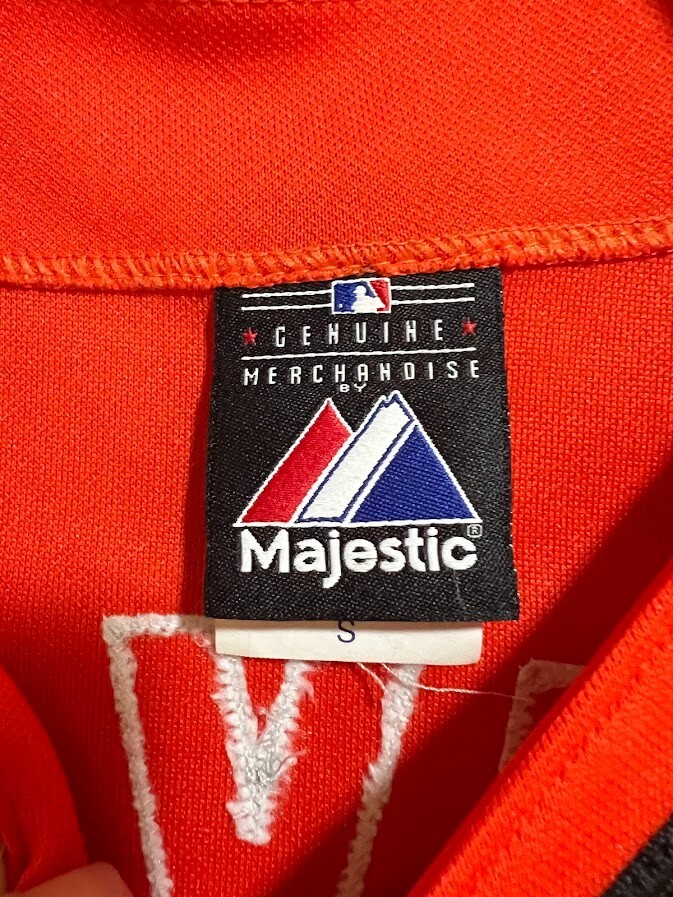 GENUINE
MERCHANDISE
BY
Majestic®
S